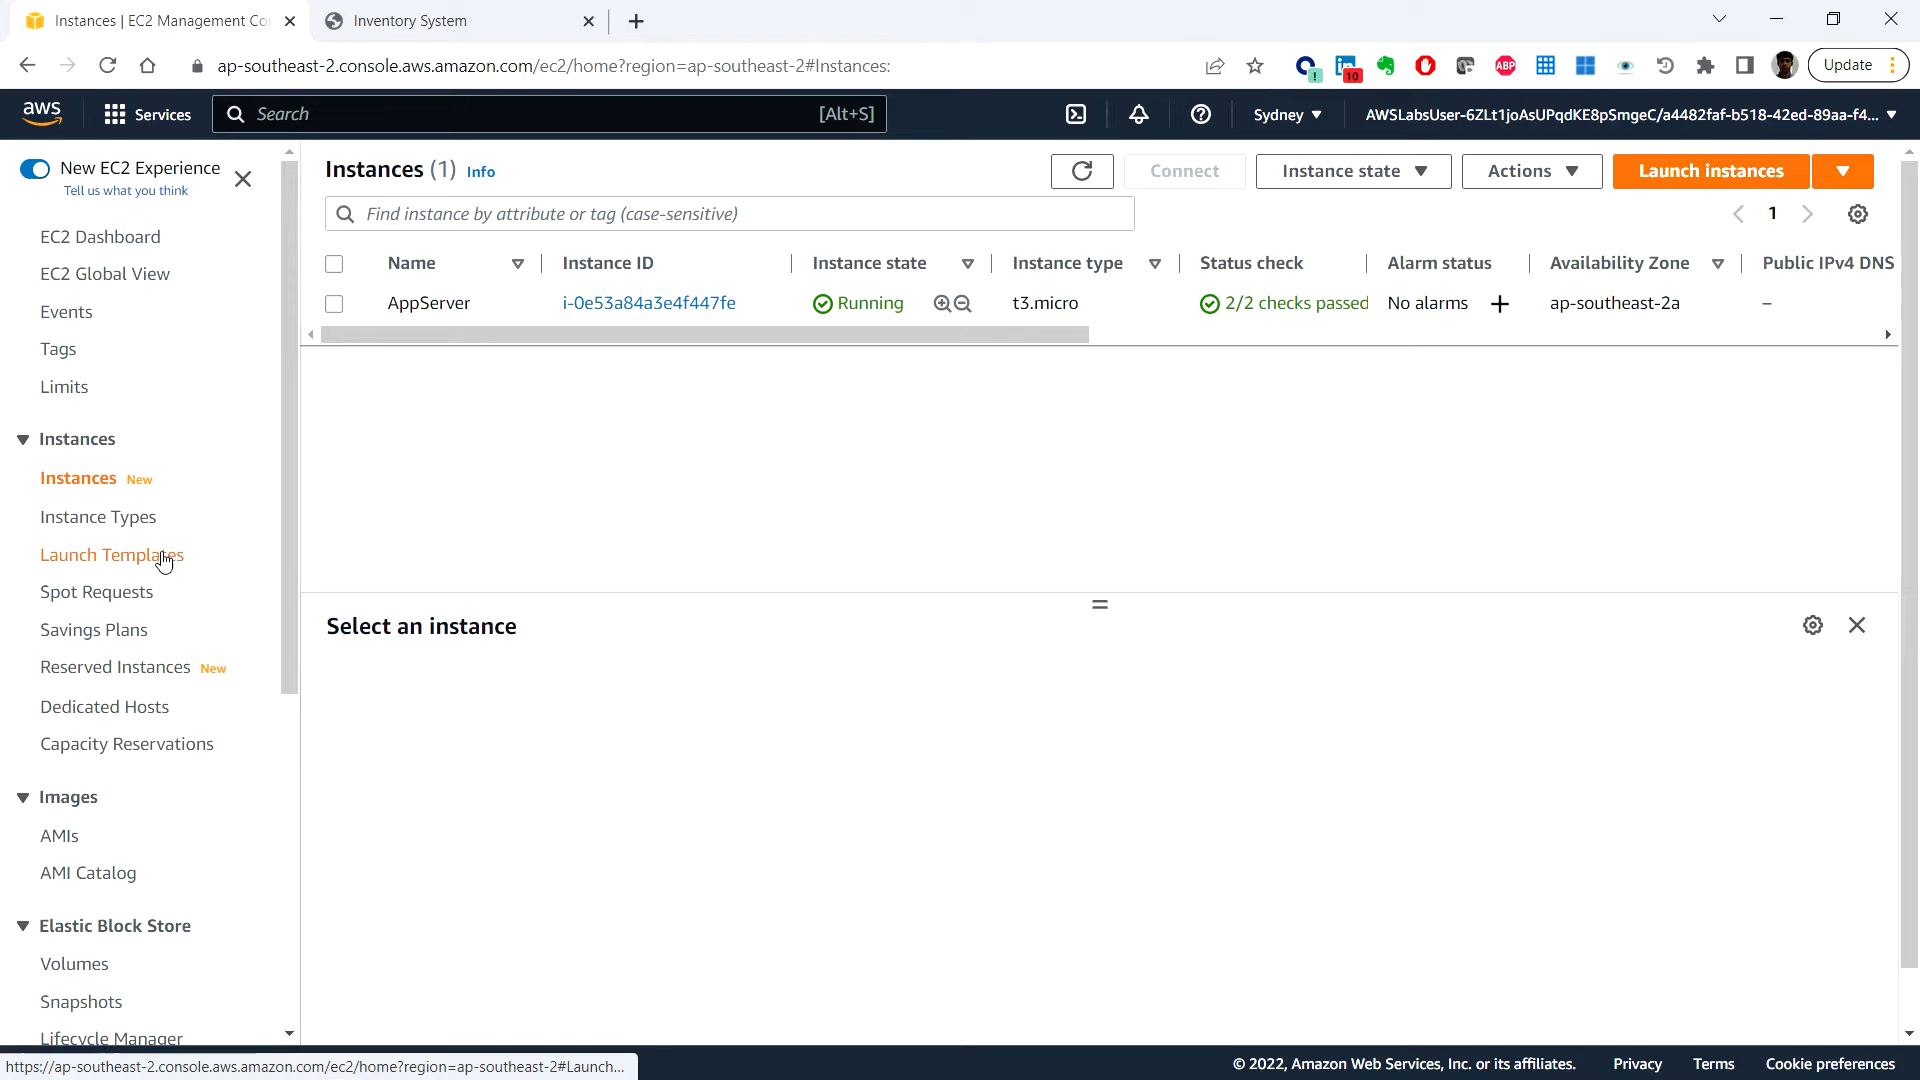 Instances | EC2 Management Co
Inventory System
ap-southeast-2.console.aws.amazon.com/ec2/home?region=ap-southeast-2#Instances:
10
ABP
Update
aws
Services
Search
[Alt+S]
Sydney
AWSLabsUser-6ZLt1joAsUPqdKE8pSmgeC/a4482faf-b518-42ed-89aa-f4...
New EC2 Experience
Tell us what you think
EC2 Dashboard
EC2 Global View
Events
Tags
Limits
Instances
Instances New
Instance Types
Launch Templates
Spot Requests
Savings Plans
Reserved Instances New
Dedicated Hosts
Capacity Reservations
Images
AMIs
AMI Catalog
Elastic Block Store
Volumes
Snapshots
Lifecycle Manager
Instances (1) Info
Connect
Instance state
Actions
Launch instances
Find instance by attribute or tag (case-sensitive)
1
Name Instance ID Instance state Instance type Status check Alarm status Availability Zone Public IPv4 DNS
AppServer i-0e53a84a3e4f447fe Running t3.micro 2/2 checks passed No alarms + ap-southeast-2a –
Select an instance
https://ap-southeast-2.console.aws.amazon.com/ec2/home?region=ap-southeast-2#Launch...
© 2022, Amazon Web Services, Inc. or its affiliates. Privacy Terms Cookie preferences